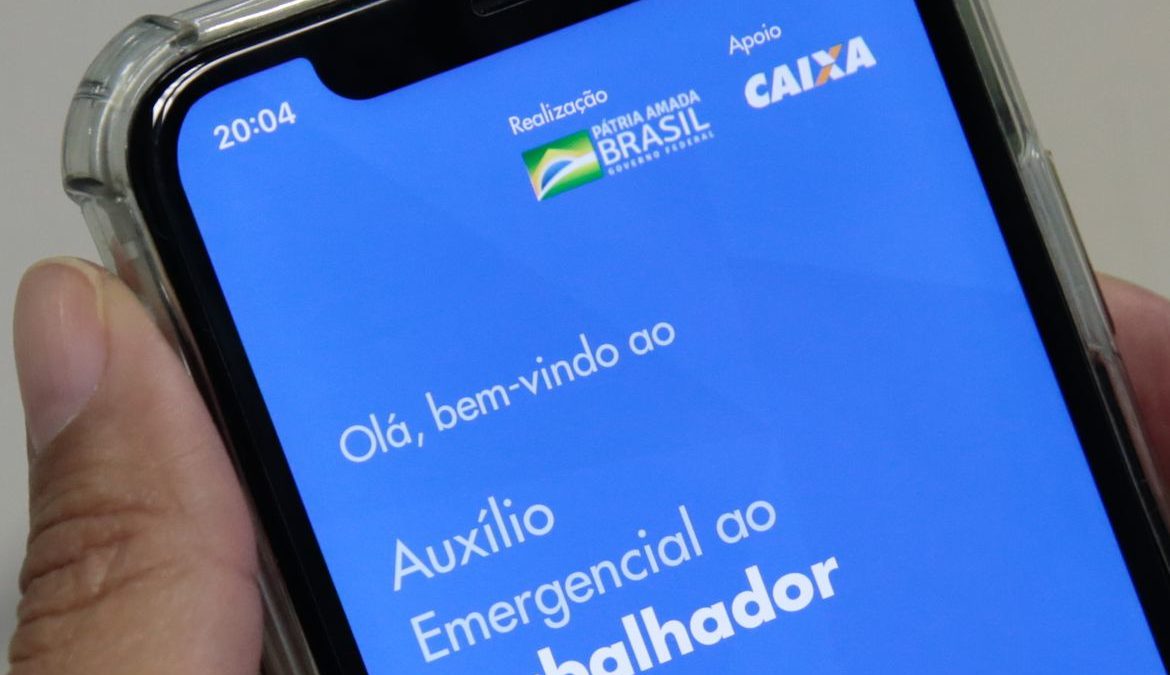 20:04
Realização
PÁTRIA AMADA
BRASIL
GOVERNO FEDERAL
Apoio
CAIXA
Olá, bem-vindo ao
Auxílio
Emergencial ao
balhador